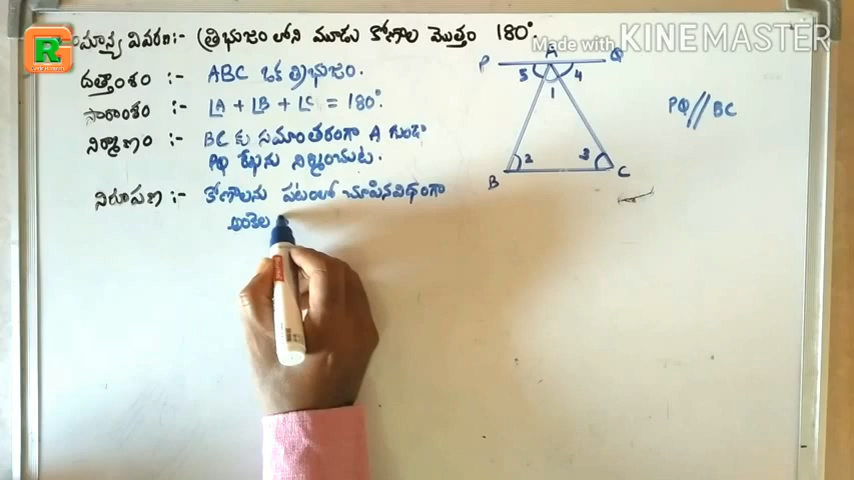 సామాన్య వివరణ :- త్రిభుజం లోని మూడు కోణాల మొత్తం 180°.
Made with KINEMASTER
R
దత్తాంశం :- ABC ఒక త్రిభుజం.
సారాంశం :- ∠A + ∠B + ∠C = 180°.
నిర్మాణం :- BC కు సమాంతరంగా A గుండా
PQ రేఖను నిర్మించుట.
నిరూపణ :- కోణాలను పటంలో చూపినవిధంగా
అంకెల
P A Q
5 4
1
2 3
B C
PQ // BC